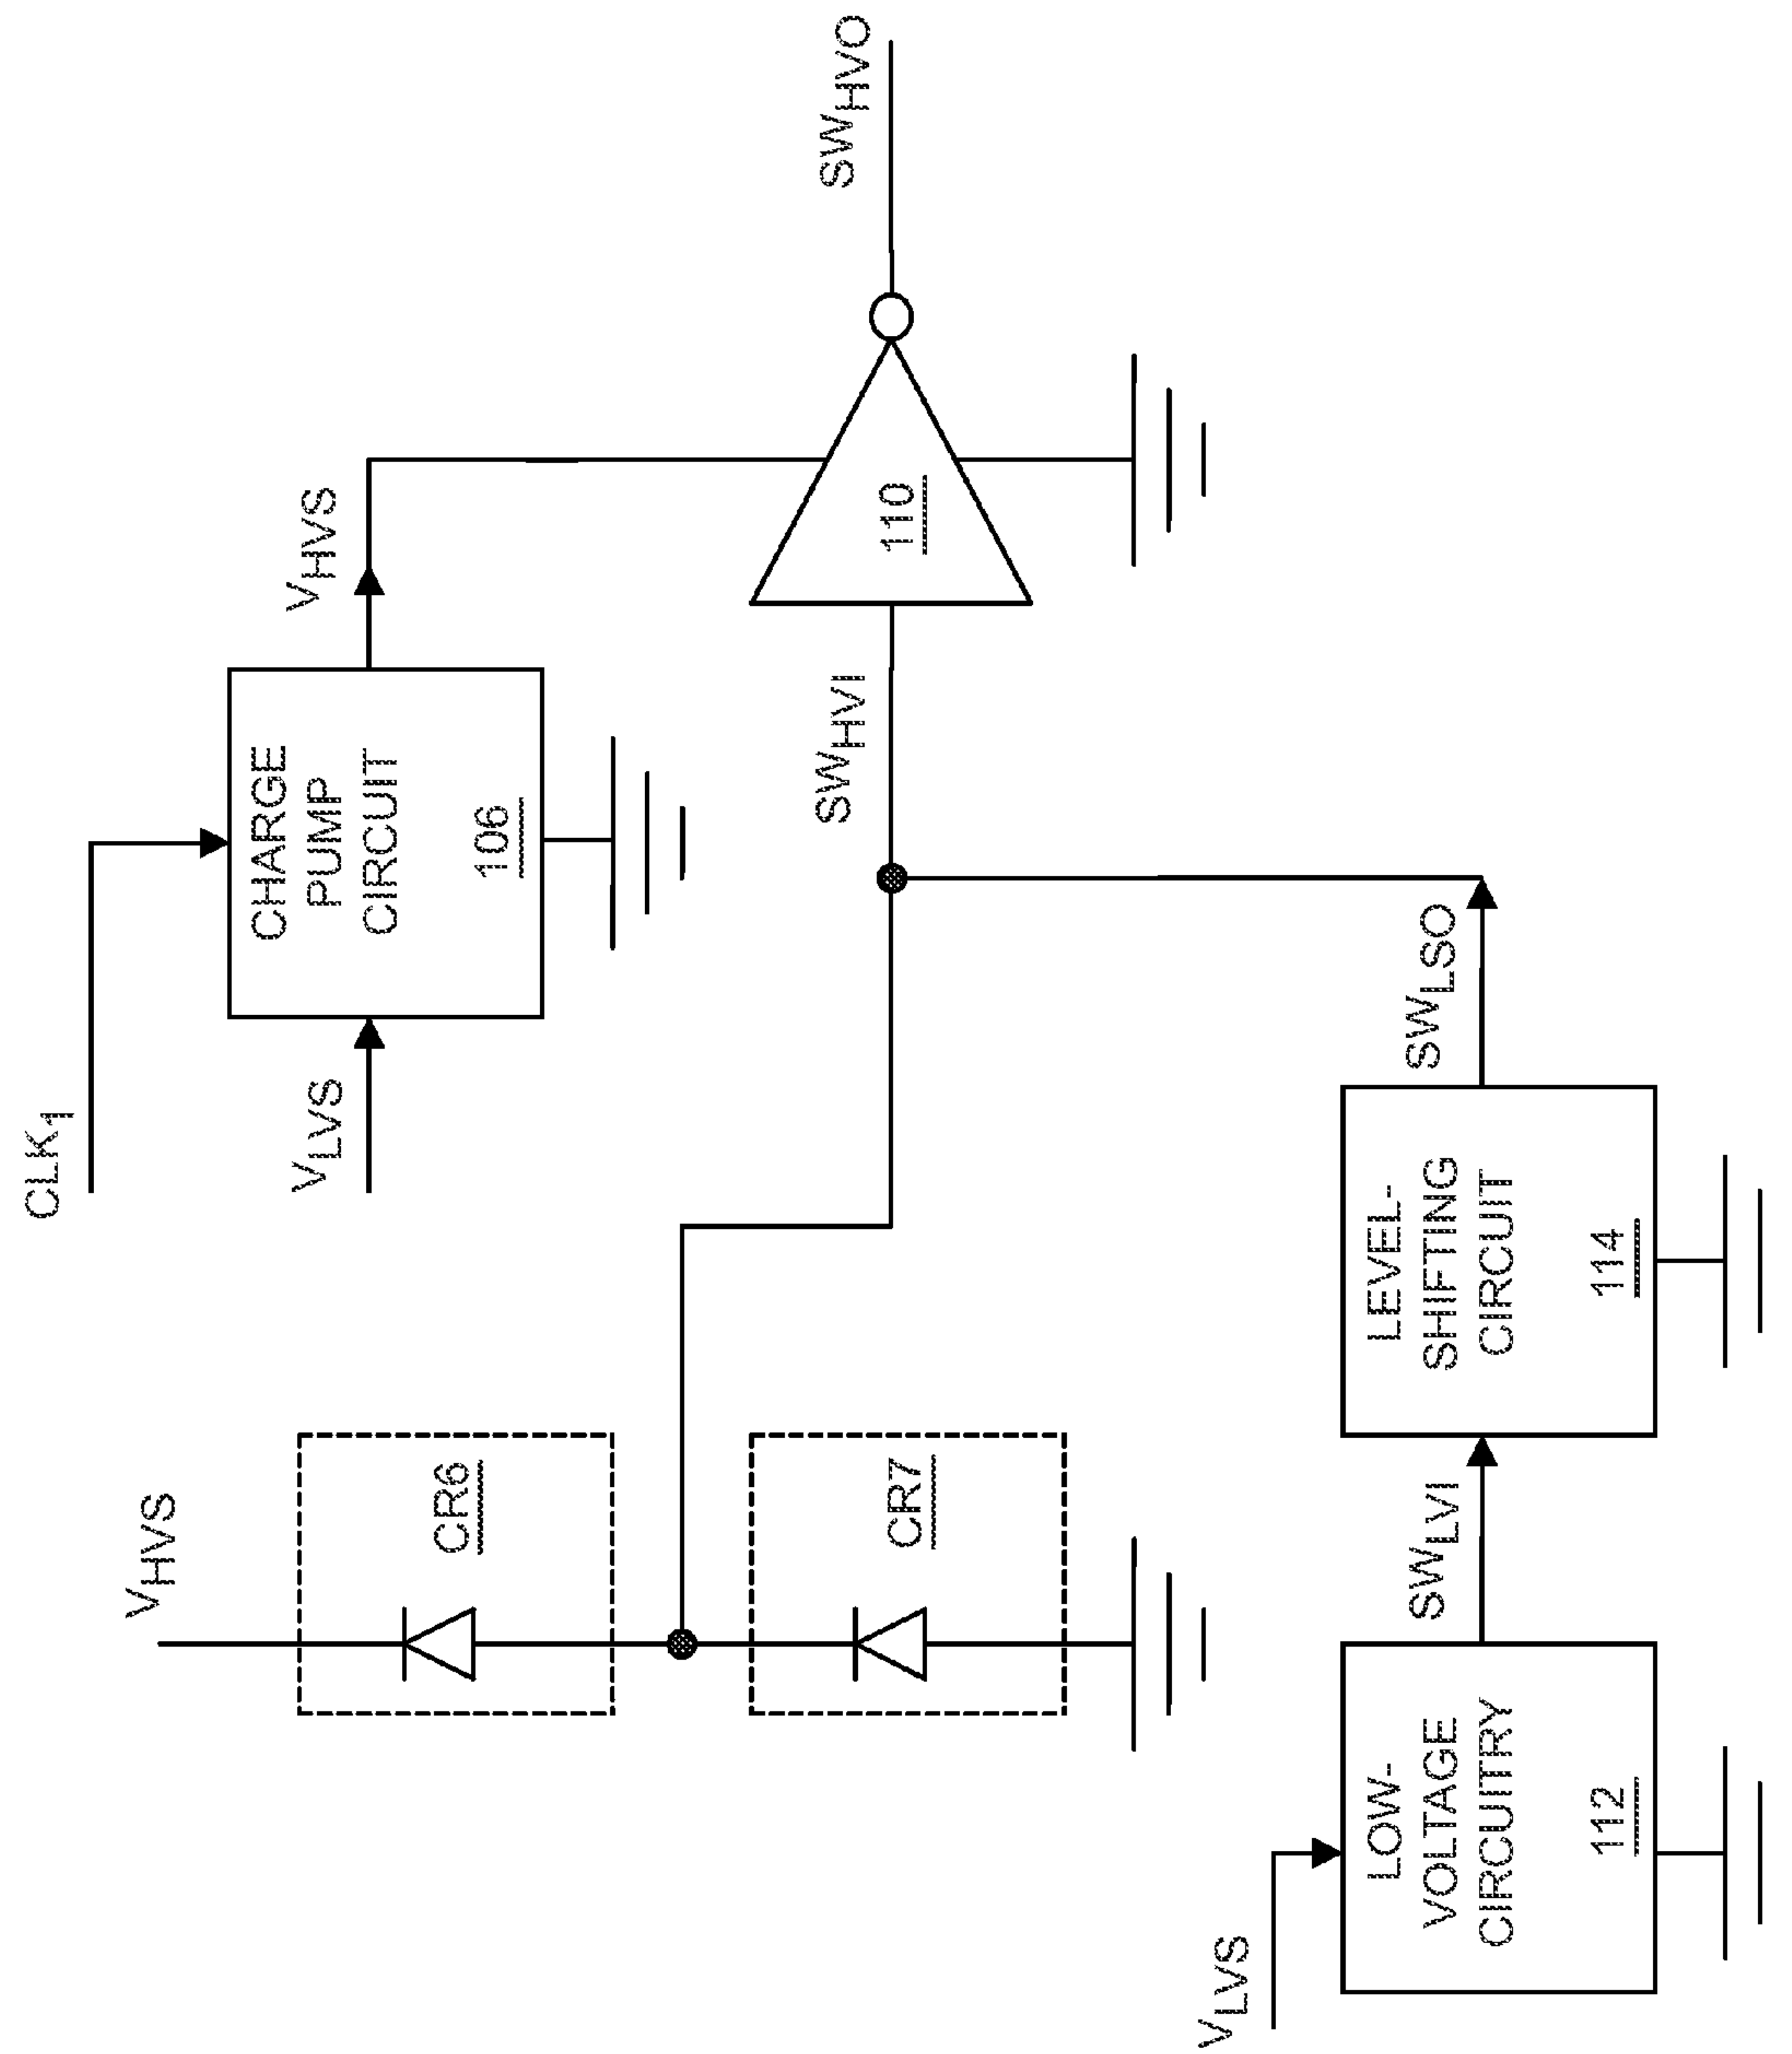 CLK1
VLVS
CHARGE
PUMP
CIRCUIT
106
VHVS
SWHVO
110
SWHVI
VHVS
CR6
CR7
VLVS
LOW-
VOLTAGE
CIRCUITRY
112
SWLVI
LEVEL-
SHIFTING
CIRCUIT
114
SWLSO